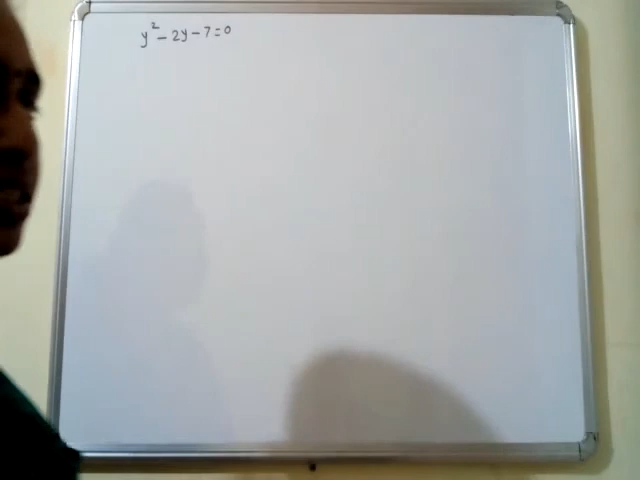 y² - 2y - 7 = 0